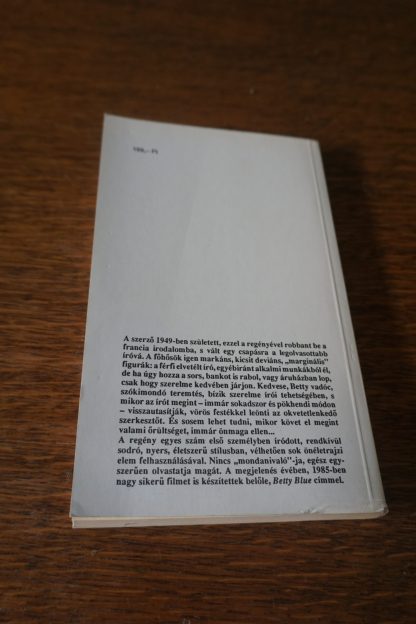 A szerző 1949-ben született, ezzel a regényével robbant be a
francia irodalomba, s vált egy csapásra a legolvasottabb
íróvá. A főhősök igen markáns, kicsit deviáns, „marginális”
figurák: a férfi elvetélt író, egyébiránt alkalmi munkákból él,
de ha úgy hozza a sors, bankot is rabol, vagy áruházban lop,
csak hogy szerelme kedvében járjon. Kedvese, Betty vadóc,
szókimondó teremtés, bízik szerelme írói tehetségében, s
mikor az írót megint – immár sokadszor és pökhendi módon
– visszautasítják, vörös festékkel leönti az okvetetlenkedő
szerkesztőt. És sosem lehet tudni, mikor követ el megint
valami őrültséget, immár önmaga ellen...
A regény egyes szám első személyben íródott, rendkívül
sodró, nyers, életszerű stílusban, vélhetően sok önéletrajzi
elem felhasználásával. Nincs „mondanivaló”-ja, egész egy-
szerűen olvastatja magát. A megjelenés évében, 1985-ben
nagy sikerű filmet is készítettek belőle, Betty Blue címmel.